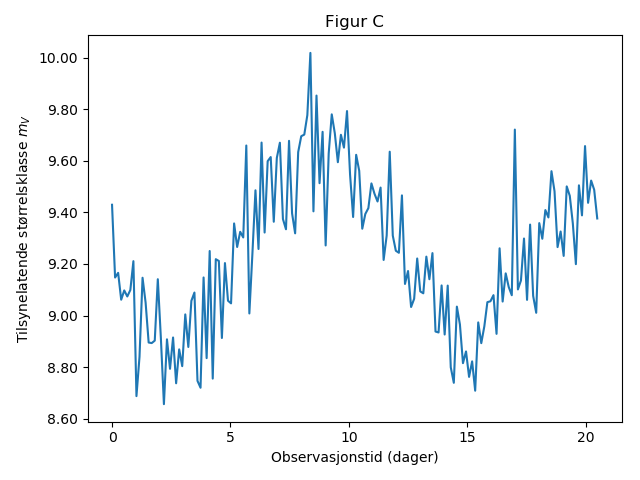 Figur C
Tilsynelatende størrelsklasse $m_V$
10.00
9.80
9.60
9.40
9.20
9.00
8.80
8.60
0 5 10 15 20
Observasjonstid (dager)